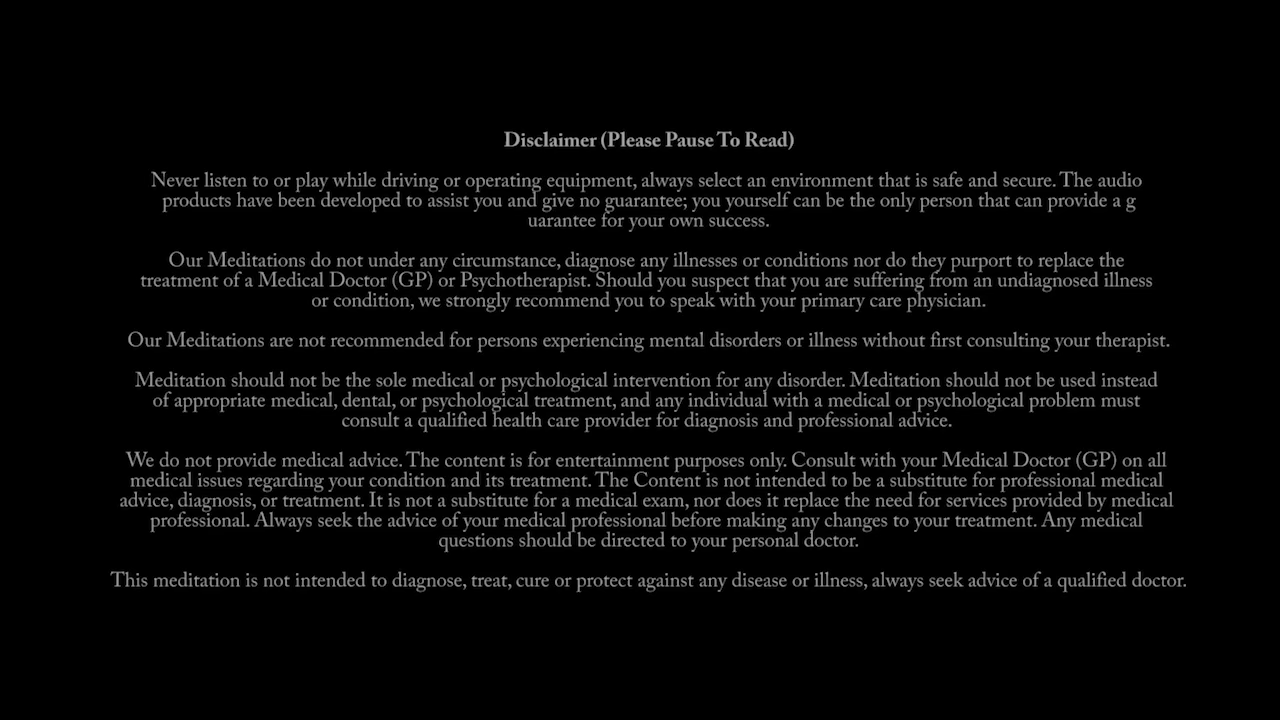 Disclaimer (Please Pause To Read)
Never listen to or play while driving or operating equipment, always select an environment that is safe and secure. The audio
products have been developed to assist you and give no guarantee; you yourself can be the only person that can provide a g
uarantee for your own success.
Our Meditations do not under any circumstance, diagnose any illnesses or conditions nor do they purport to replace the
treatment of a Medical Doctor (GP) or Psychotherapist. Should you suspect that you are suffering from an undiagnosed illness
or condition, we strongly recommend you to speak with your primary care physician.
Our Meditations are not recommended for persons experiencing mental disorders or illness without first consulting your therapist.
Meditation should not be the sole medical or psychological intervention for any disorder. Meditation should not be used instead
of appropriate medical, dental, or psychological treatment, and any individual with a medical or psychological problem must
consult a qualified health care provider for diagnosis and professional advice.
We do not provide medical advice. The content is for entertainment purposes only. Consult with your Medical Doctor (GP) on all
medical issues regarding your condition and its treatment. The Content is not intended to be a substitute for professional medical
advice, diagnosis, or treatment. It is not a substitute for a medical exam, nor does it replace the need for services provided by medical
professional. Always seek the advice of your medical professional before making any changes to your treatment. Any medical
questions should be directed to your personal doctor.
This meditation is not intended to diagnose, treat, cure or protect against any disease or illness, always seek advice of a qualified doctor.